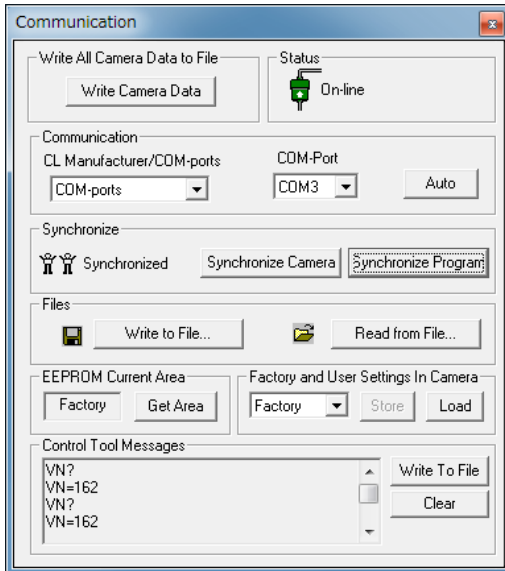 Communication
Write All Camera Data to File
Write Camera Data
Status
On-line
Communication
CL Manufacturer/COM-ports
COM-ports
COM-Port
COM3
Auto
Synchronize
Synchronized
Synchronize Camera
Synchronize Program
Files
Write to File...
Read from File...
EEPROM Current Area
Factory
Get Area
Factory and User Settings In Camera
Factory
Store
Load
Control Tool Messages
VN?
VN=162
VN?
VN=162
Write To File
Clear